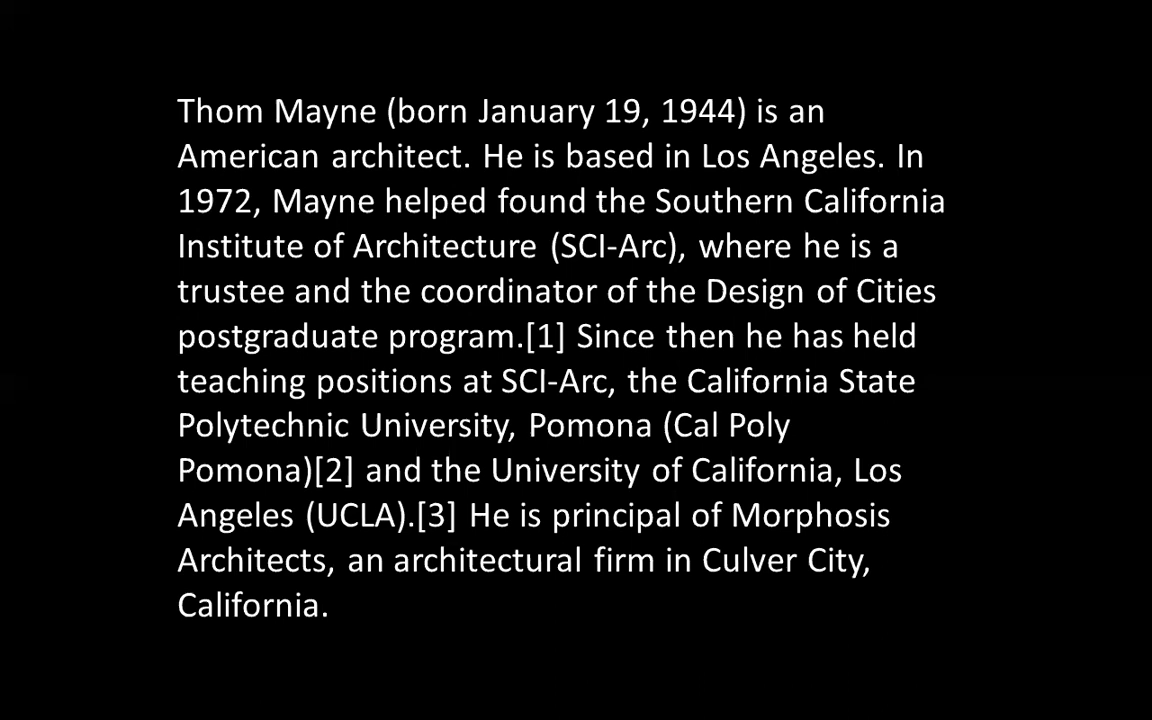 Thom Mayne (born January 19, 1944) is an
American architect. He is based in Los Angeles. In
1972, Mayne helped found the Southern California
Institute of Architecture (SCI-Arc), where he is a
trustee and the coordinator of the Design of Cities
postgraduate program.[1] Since then he has held
teaching positions at SCI-Arc, the California State
Polytechnic University, Pomona (Cal Poly
Pomona)[2] and the University of California, Los
Angeles (UCLA).[3] He is principal of Morphosis
Architects, an architectural firm in Culver City,
California.